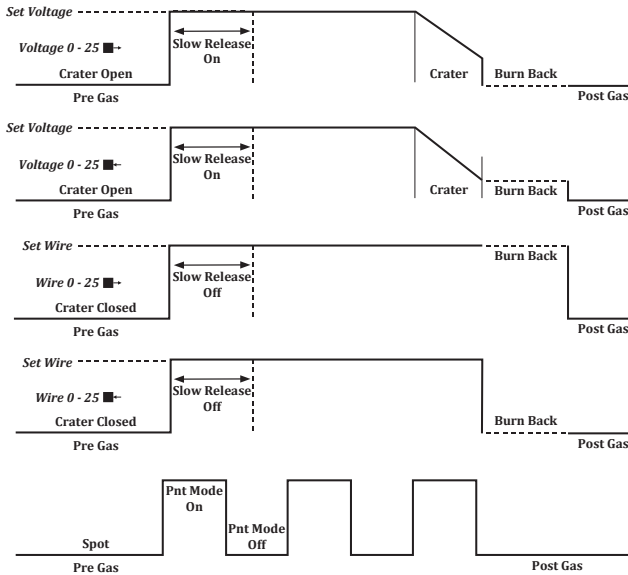 Set Voltage
Voltage 0 - 25
Slow Release
On
Crater Open
Crater
Burn Back
Pre Gas
Post Gas
Set Voltage
Voltage 0 - 25
Slow Release
On
Crater Open
Crater
Burn Back
Pre Gas
Post Gas
Set Wire
Burn Back
Wire 0 - 25
Slow Release
Off
Crater Closed
Pre Gas
Post Gas
Set Wire
Wire 0 - 25
Slow Release
Off
Crater Closed
Burn Back
Pre Gas
Post Gas
Pnt Mode
On
Pnt Mode
Off
Spot
Pre Gas
Post Gas